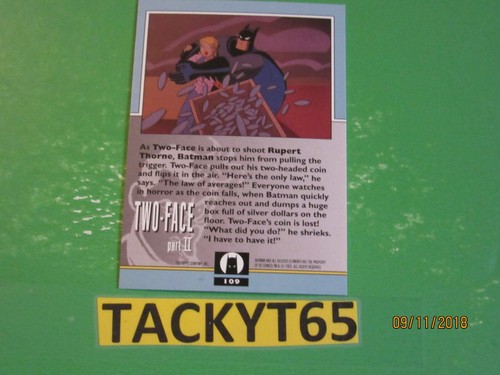 As Two-Face is about to shoot Rupert
Thorne, Batman stops him from pulling the
trigger. Two-Face pulls out his two-headed coin
and flips it in the air. "Here's the only law," he
says. "The law of averages!" Everyone watches
in horror as the coin falls, when Batman quickly
reaches out and dumps a huge
box full of silver dollars on the
floor. Two-Face's coin is lost!
"What did you do?" he shrieks.
"I have to have it!"
TWO-FACE
part II
109
TACKYT65
09/11/2018